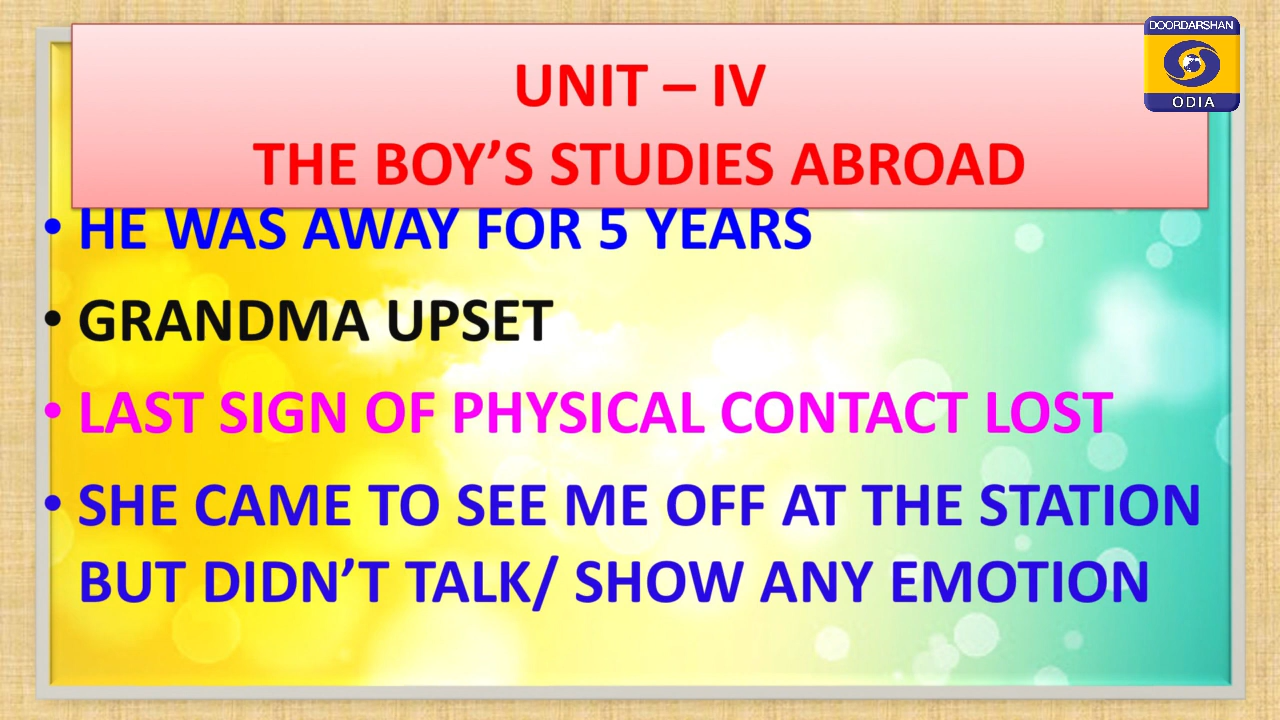 DOORDARSHAN
ODIA
UNIT – IV
THE BOY’S STUDIES ABROAD
• HE WAS AWAY FOR 5 YEARS
• GRANDMA UPSET
• LAST SIGN OF PHYSICAL CONTACT LOST
• SHE CAME TO SEE ME OFF AT THE STATION
BUT DIDN’T TALK/ SHOW ANY EMOTION